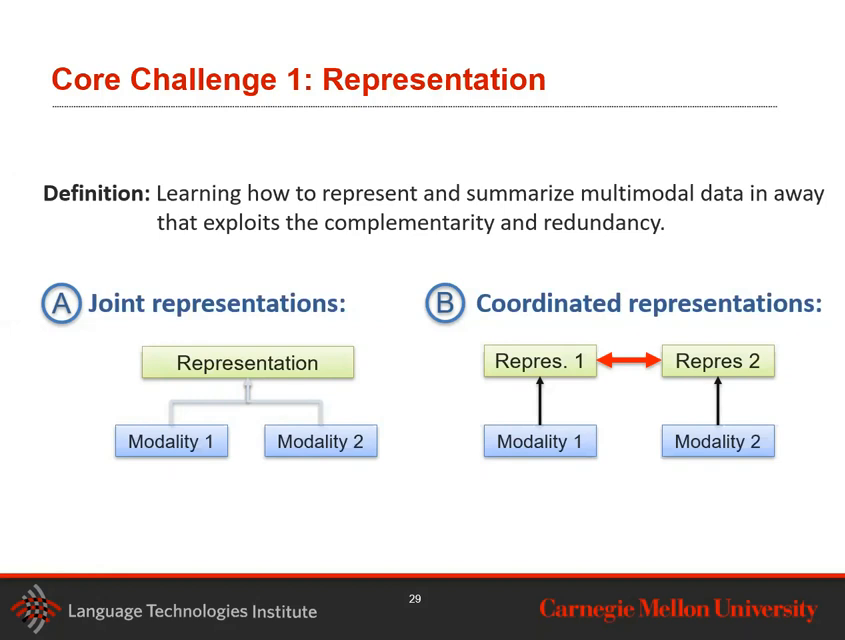 Core Challenge 1: Representation
Definition: Learning how to represent and summarize multimodal data in away
that exploits the complementarity and redundancy.
A Joint representations:
Representation
Modality 1 Modality 2
B Coordinated representations:
Repres. 1 Repres 2
Modality 1 Modality 2
Language Technologies Institute
29
Carnegie Mellon University